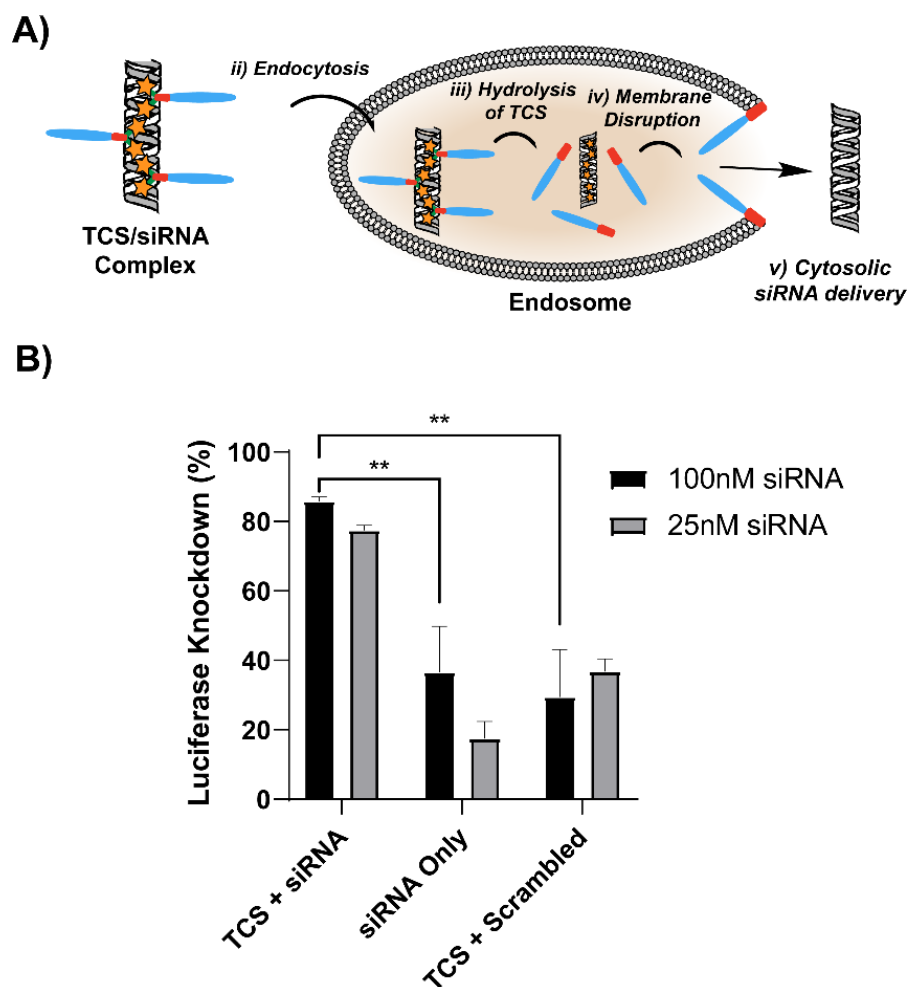 A)
ii) Endocytosis
iii) Hydrolysis
of TCS
iv) Membrane
Disruption
TCS/siRNA
Complex
Endosome
v) Cytosolic
siRNA delivery
B)
Luciferase Knockdown (%)
100
80
60
40
20
0
**
**
100nM siRNA
25nM siRNA
TCS + siRNA
siRNA Only
TCS + Scrambled